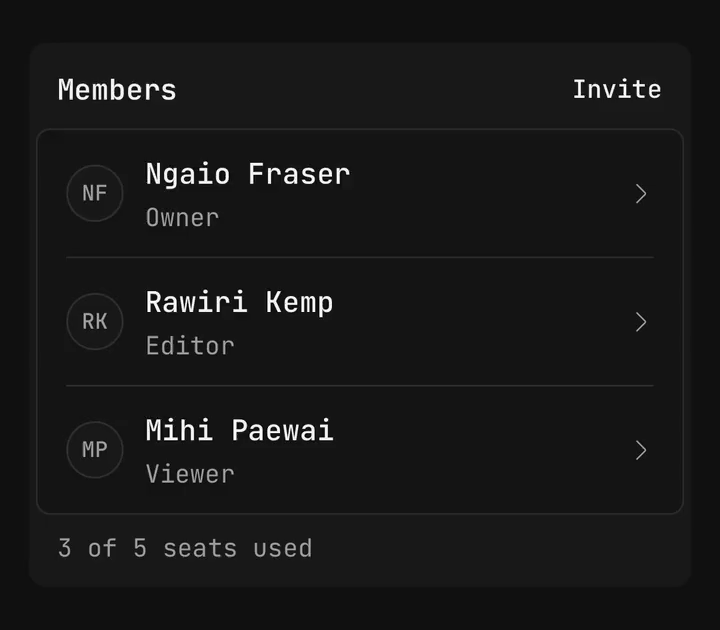 Members
Invite
NF
Ngaio Fraser
Owner
RK
Rawiri Kemp
Editor
MP
Mihi Paewai
Viewer
3 of 5 seats used